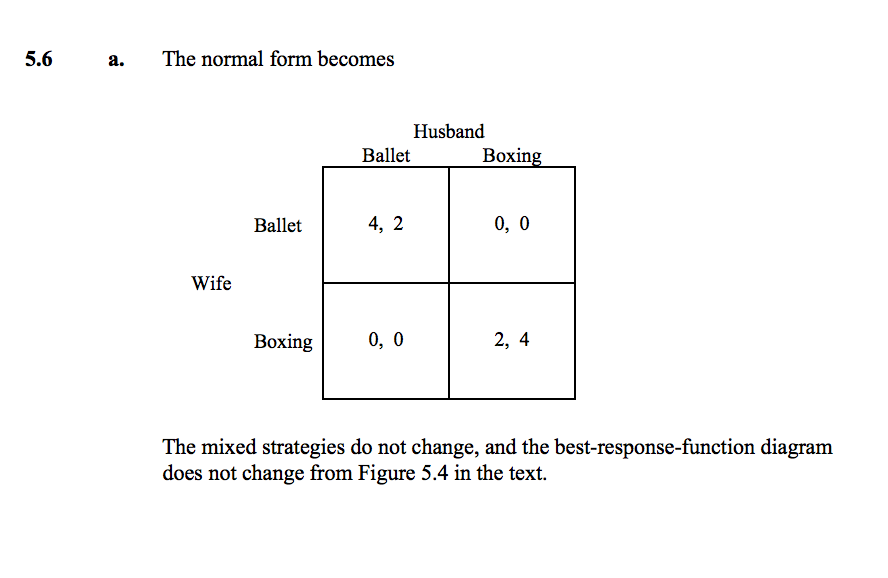 5.6 a. The normal form becomes
Husband
Ballet Boxing
Ballet 4, 2 0, 0
Wife
Boxing 0, 0 2, 4
The mixed strategies do not change, and the best-response-function diagram
does not change from Figure 5.4 in the text.